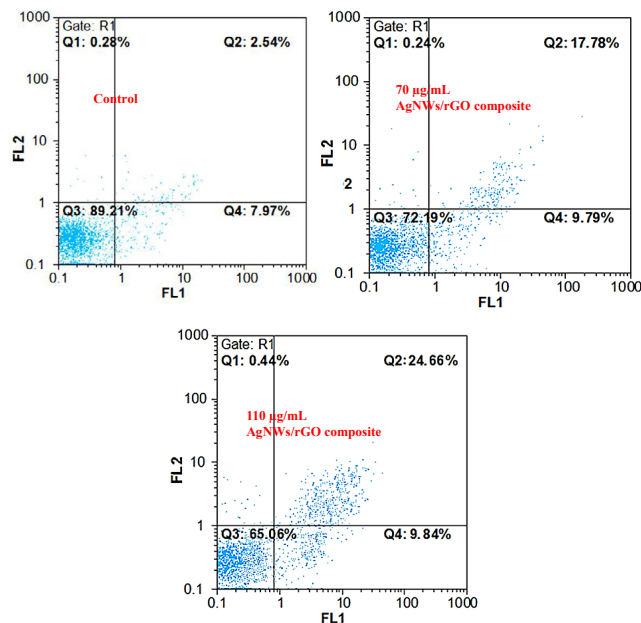 1000
Gate: R1
Q1: 0.28%
Q2: 2.54%
100
Control
FL2
10
1
Q3: 89.21%
Q4: 7.97%
0.1
0.1
1
10
100
1000
FL1
1000
Gate: R1
Q1: 0.24%
Q2: 17.78%
100
70 μg/mL
AgNWs/rGO composite
FL2
10
2
1
Q3: 72.19%
Q4: 9.79%
0.1
0.1
1
10
100
1000
FL1
1000
Gate: R1
Q1: 0.44%
Q2: 24.66%
100
110 μg/mL
AgNWs/rGO composite
FL2
10
1
Q3: 65.06%
Q4: 9.84%
0.1
0.1
1
10
100
1000
FL1